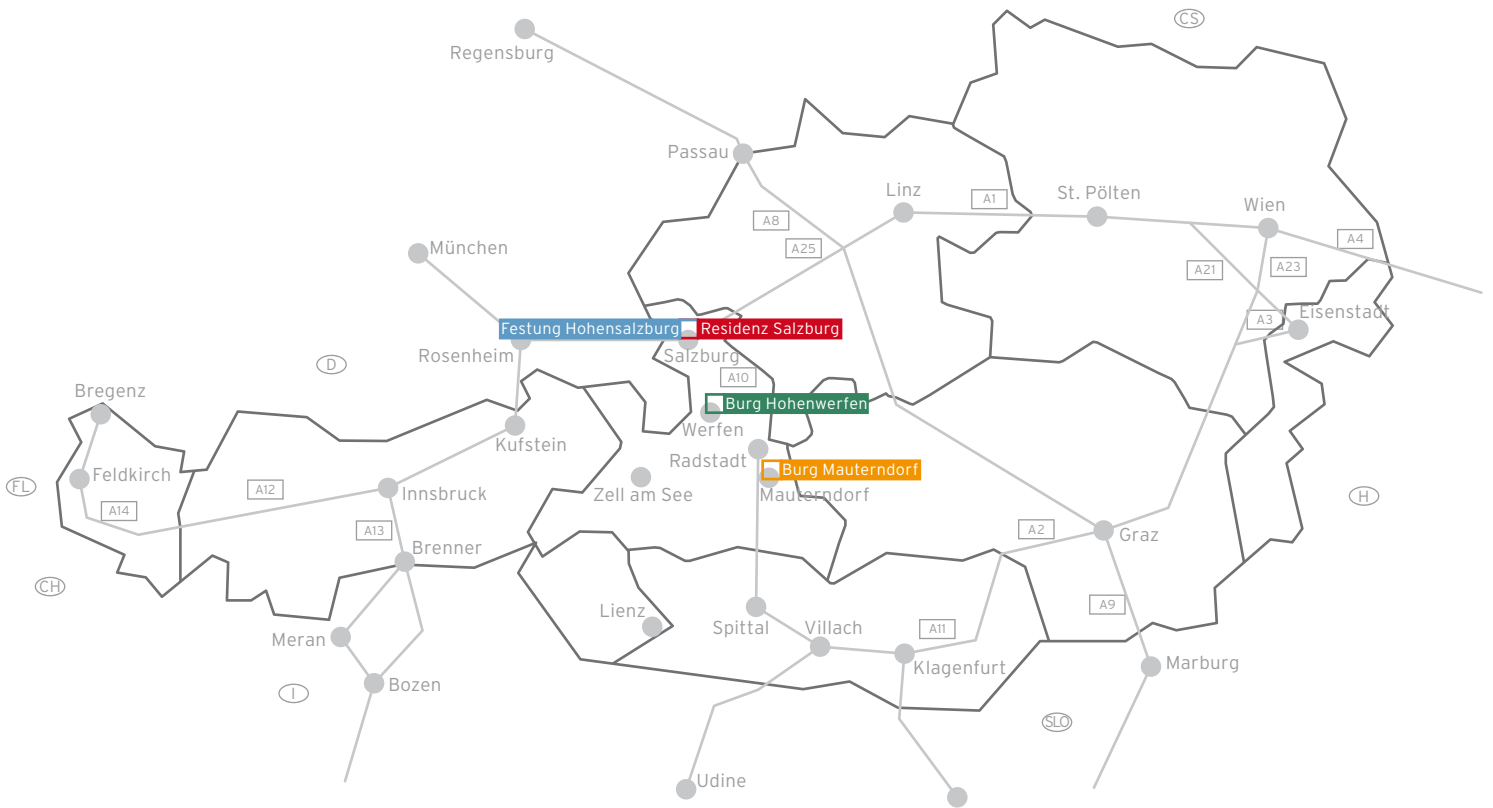 CS
Regensburg
Passau
Linz
A1
St. Pölten
Wien
A8
A25
A4
München
A21
A23
Festung Hohensalzburg
Residenz Salzburg
A3
Eisenstadt
Rosenheim
Salzburg
D
A10
Bregenz
Burg Hohenwerfen
Werfen
Kufstein
Radstadt
Burg Mauterndorf
Feldkirch
Innsbruck
Zell am See
Mauterndorf
FL
A12
H
A14
A13
A2
Graz
Brenner
CH
A9
Lienz
Spittal
Villach
A11
Meran
Klagenfurt
Marburg
Bozen
I
SLO
Udine